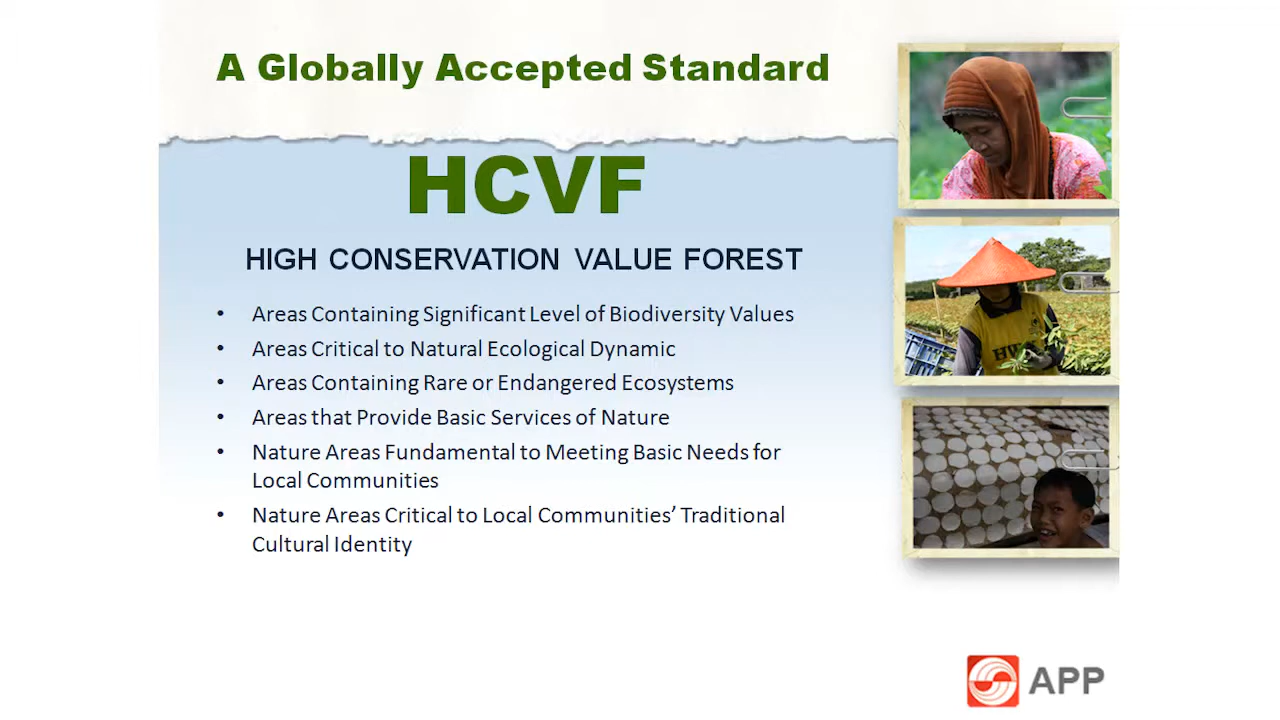 A Globally Accepted Standard
HCVF
HIGH CONSERVATION VALUE FOREST
• Areas Containing Significant Level of Biodiversity Values
• Areas Critical to Natural Ecological Dynamic
• Areas Containing Rare or Endangered Ecosystems
• Areas that Provide Basic Services of Nature
• Nature Areas Fundamental to Meeting Basic Needs for
Local Communities
• Nature Areas Critical to Local Communities’ Traditional
Cultural Identity
APP